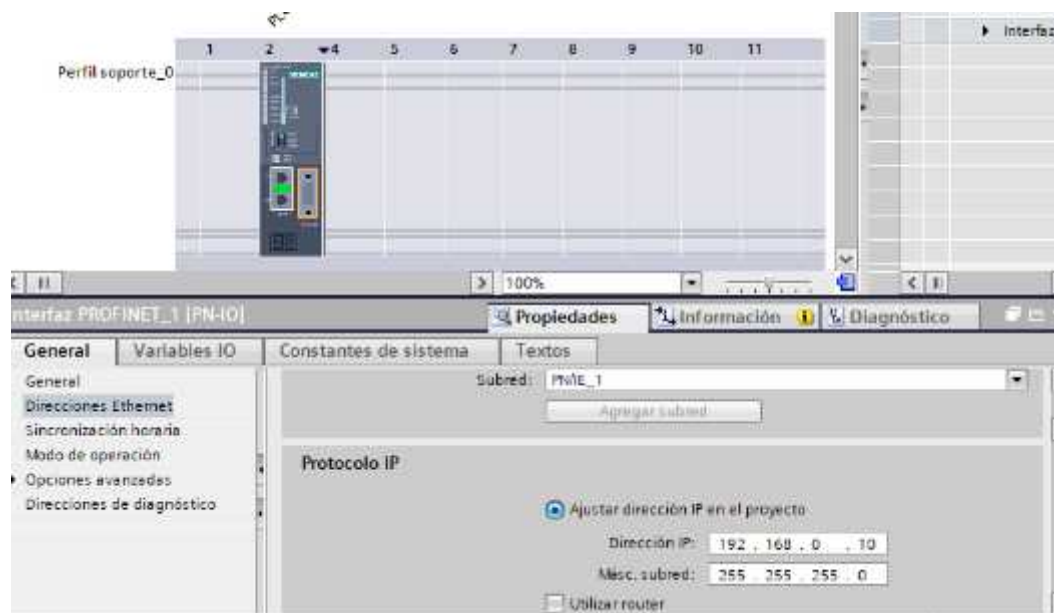 Interfaz
1 2 4 5 6 7 8 9 10 11
Perfil soporte_0
SIEMENS
100%
Interfaz PROFINET_1 [PN-IO]
Propiedades Información Diagnóstico
General Variables IO Constantes de sistema Textos
General
Direcciones Ethernet
Sincronización horaria
Modo de operación
Opciones avanzadas
Direcciones de diagnóstico
Subred: PN/IE_1
Agregar subred
Protocolo IP
Ajustar dirección IP en el proyecto
Dirección IP: 192 . 168 . 0 . 10
Másc. subred: 255 . 255 . 255 . 0
Utilizar router